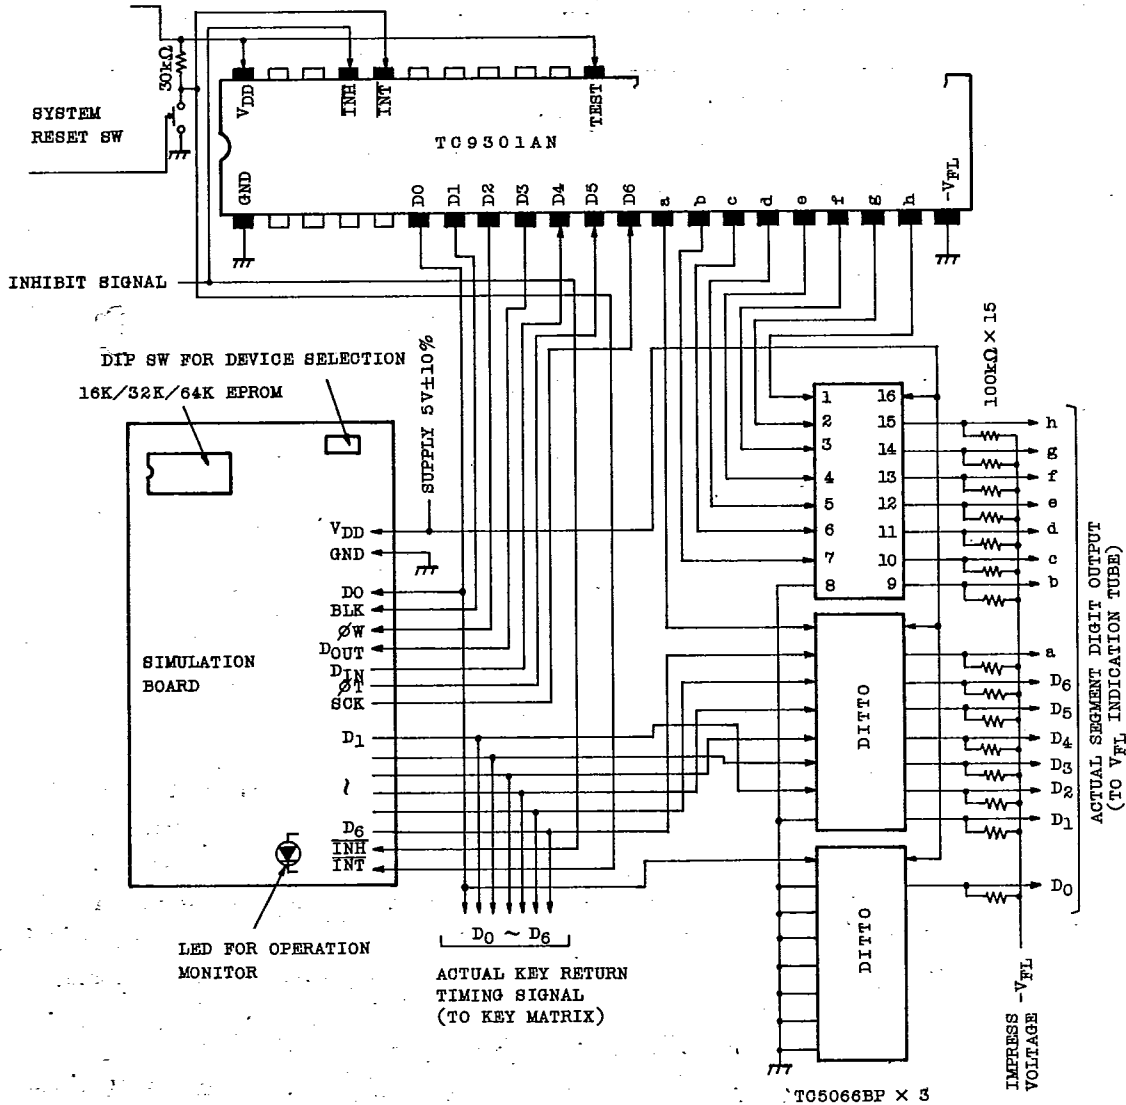 30kΩ
SYSTEM
RESET SW
VDD
INH
INT
TEST
TC9301AN
GND
D0
D1
D2
D3
D4
D5
D6
a
b
c
d
e
f
g
h
-VFL
INHIBIT SIGNAL
DIP SW FOR DEVICE SELECTION
16K/32K/64K EPROM
SUPPLY 5V±10%
100kΩ × 15
VDD
GND
DO
BLK
ØW
DOUT
DIN
ØT
SCK
D1
~
D6
INH
INT
SIMULATION
BOARD
LED FOR OPERATION
MONITOR
D0 ~ D6
ACTUAL KEY RETURN
TIMING SIGNAL
(TO KEY MATRIX)
1 16
2 15
3 14
4 13
5 12
6 11
7 10
8 9
DITTO
DITTO
TC5066BP × 3
h
g
f
e
d
c
b
a
D6
D5
D4
D3
D2
D1
D0
ACTUAL SEGMENT DIGIT OUTPUT
(TO VFL INDICATION TUBE)
IMPRESS -VFL
VOLTAGE